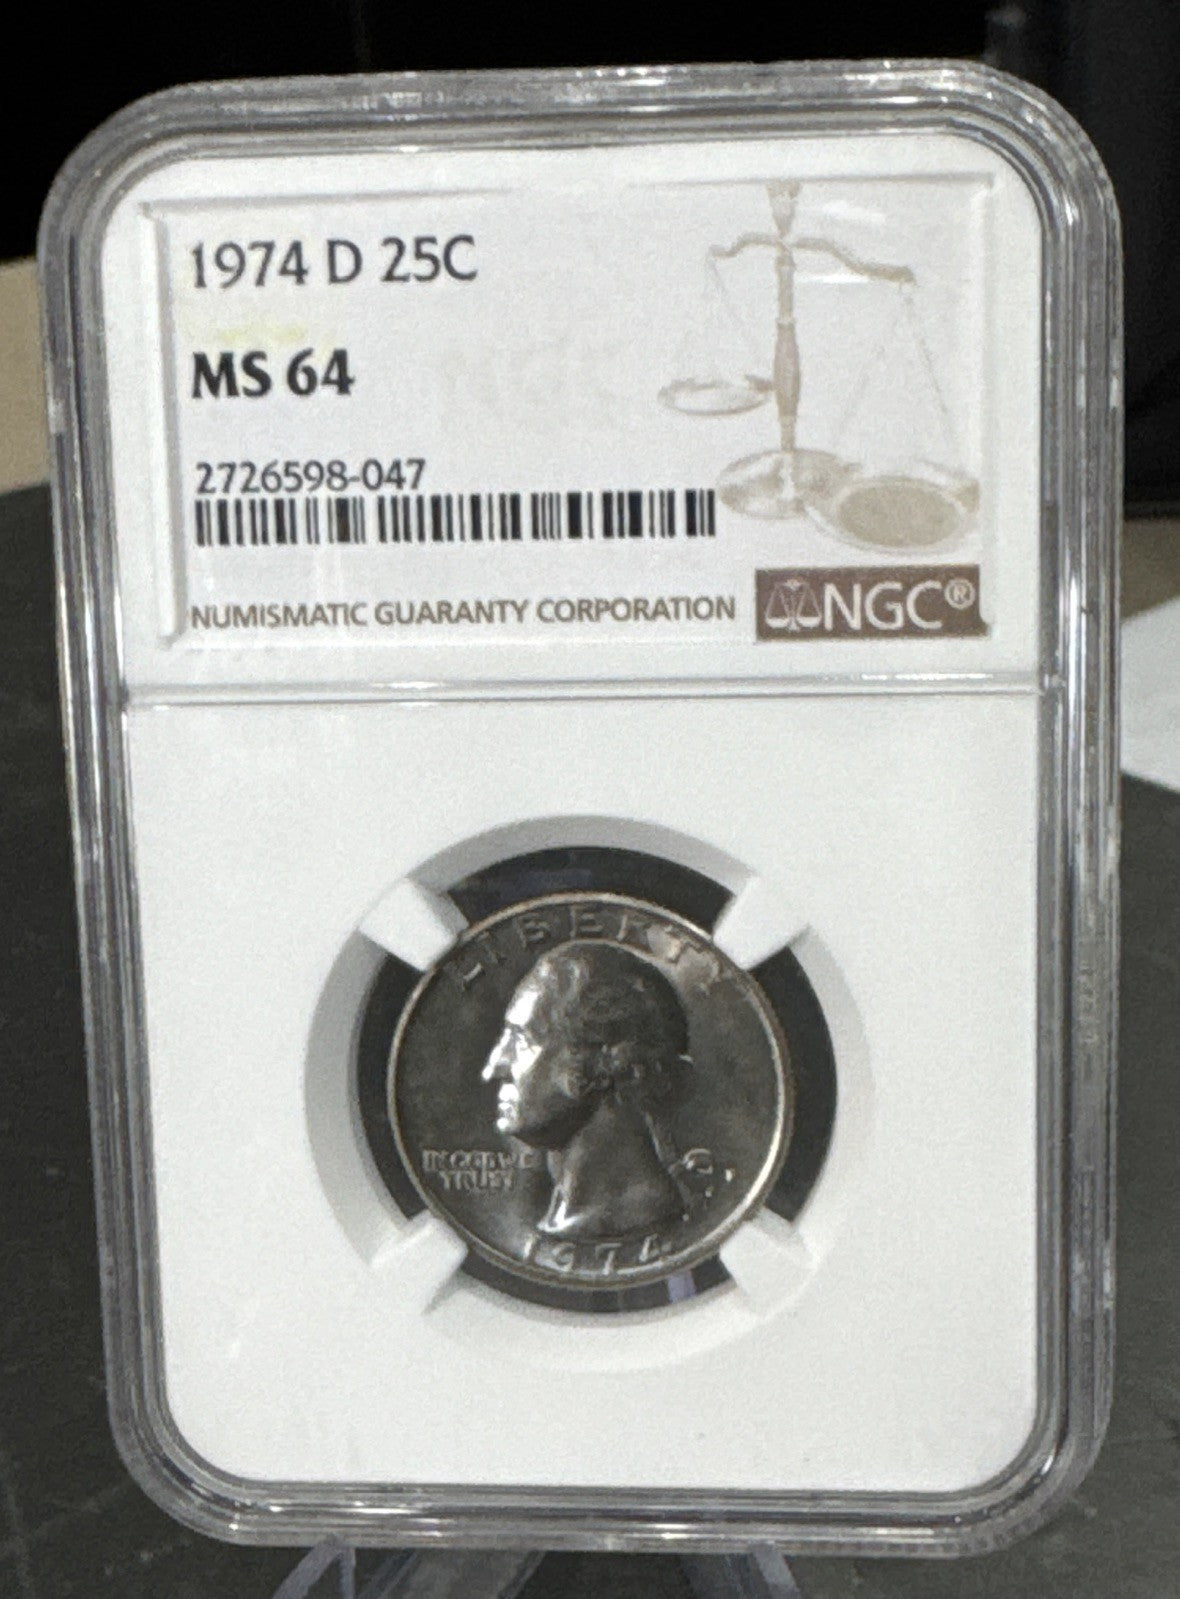 1974 D 25C
MS 64
2726598-047
NUMISMATIC GUARANTY CORPORATION
NGC®
LIBERTY
IN GOD WE
TRUST
1974